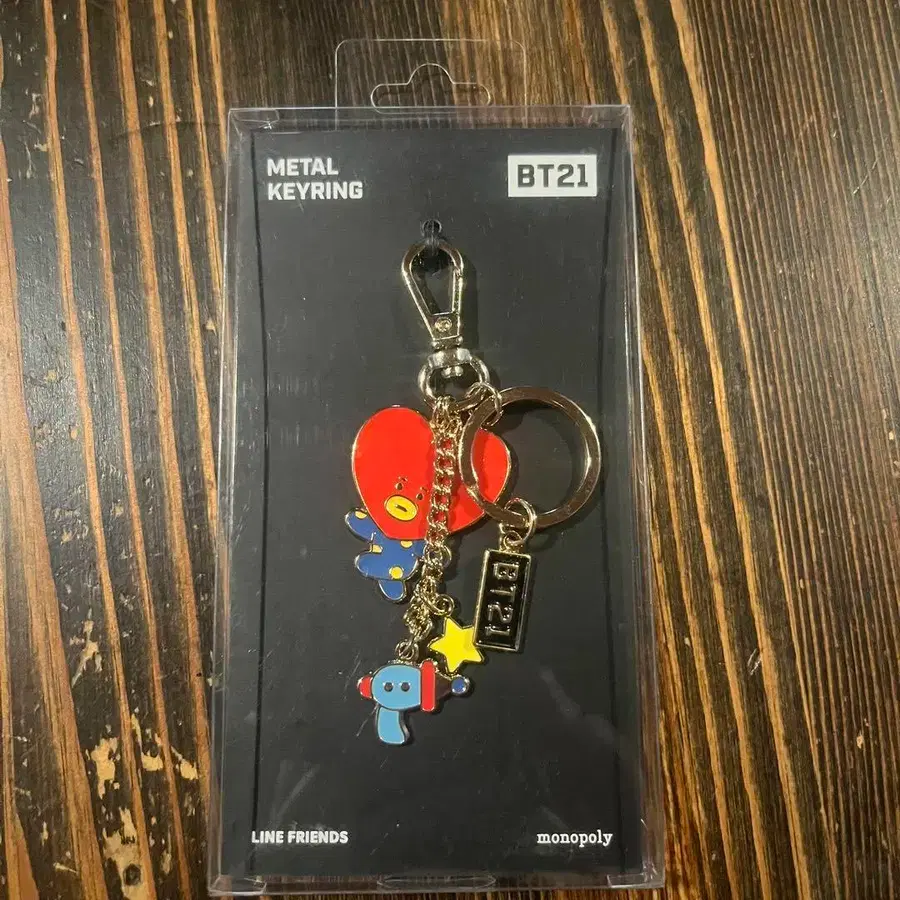 METAL
KEYRING
BT21
BT21
LINE FRIENDS
monopoly